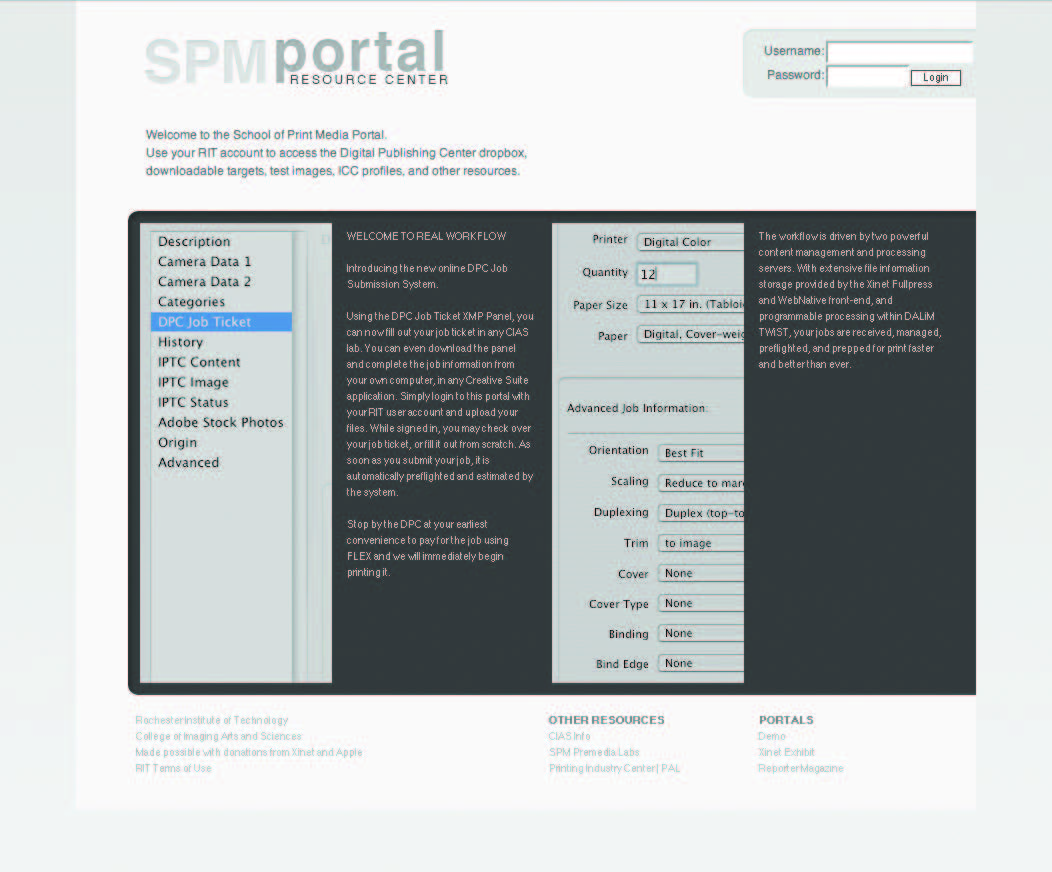 SPMportal
RESOURCE CENTER
Username:
Password:
Login
Welcome to the School of Print Media Portal.
Use your RIT account to access the Digital Publishing Center dropbox,
downloadable targets, test images, ICC profiles, and other resources.
Description
Camera Data 1
Camera Data 2
Categories
DPC Job Ticket
History
IPTC Content
IPTC Image
IPTC Status
Adobe Stock Photos
Origin
Advanced
WELCOME TO REAL WORKFLOW
Introducing the new online DPC Job
Submission System.
Using the DPC Job Ticket XMP Panel, you
can now fill out your job ticket in any CIAS
lab. You can even download the panel
and complete the job information from
your own computer, in any Creative Suite
application. Simply login to this portal with
your RIT user account and upload your
files. While signed in, you may check over
your job ticket, or fill it out from scratch. As
soon as you submit your job, it is
automatically preflighted and estimated by
the system.
Stop by the DPC at your earliest
convenience to pay for the job using
FLEX and we will immediately begin
printing it.
Printer Digital Color
Quantity 12
Paper Size 11 x 17 in. (Tabloi
Paper Digital, Cover-weig
Advanced Job Information:
Orientation Best Fit
Scaling Reduce to mar
Duplexing Duplex (top-to
Trim to image
Cover None
Cover Type None
Binding None
Bind Edge None
The workflow is driven by two powerful
content management and processing
servers. With extensive file information
storage provided by the Xinet Fullpress
and WebNative front-end, and
programmable processing within DALiM
TWiST, your jobs are received, managed,
preflighted, and prepped for print faster
and better than ever.
Rochester Institute of Technology
College of Imaging Arts and Sciences
Made possible with donations from Xinet and Apple
RIT Terms of Use
OTHER RESOURCES
CIAS Info
SPM Premedia Labs
Printing Industry Center | PAL
PORTALS
Demo
Xinet Exhibit
Reporter Magazine